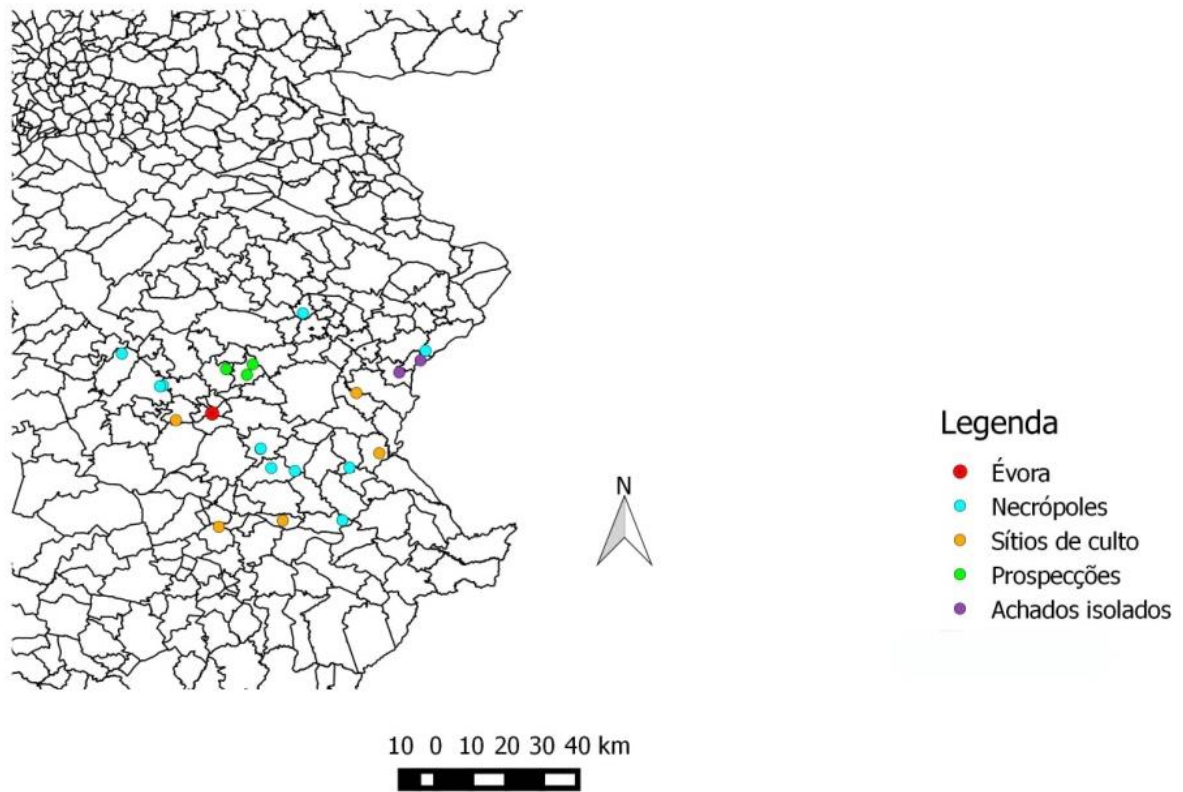 Legenda
Évora
Necrópoles
Sítios de culto
Prospecções
Achados isolados
N
10 0 10 20 30 40 km